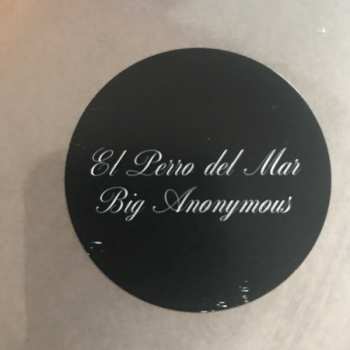 El Perro del Mar
Big Anonymous